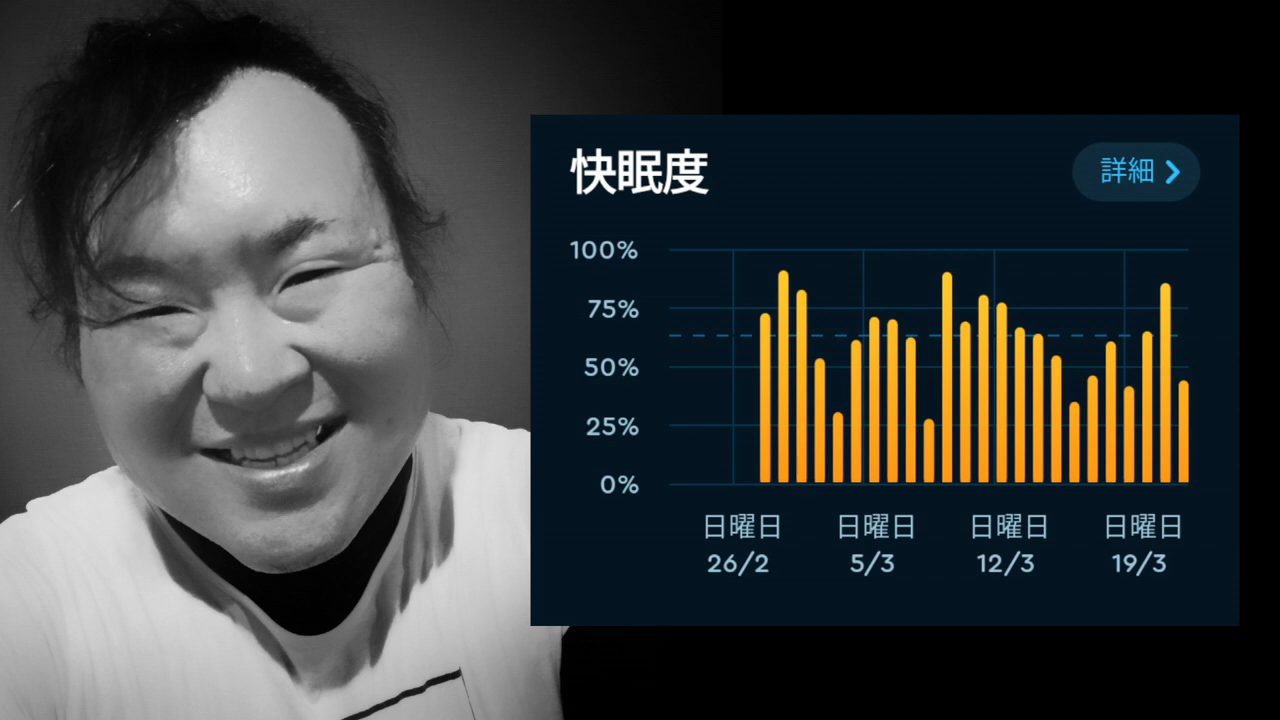 快眠度
詳細
100%
75%
50%
25%
0%
日曜日 日曜日 日曜日 日曜日
26/2 5/3 12/3 19/3